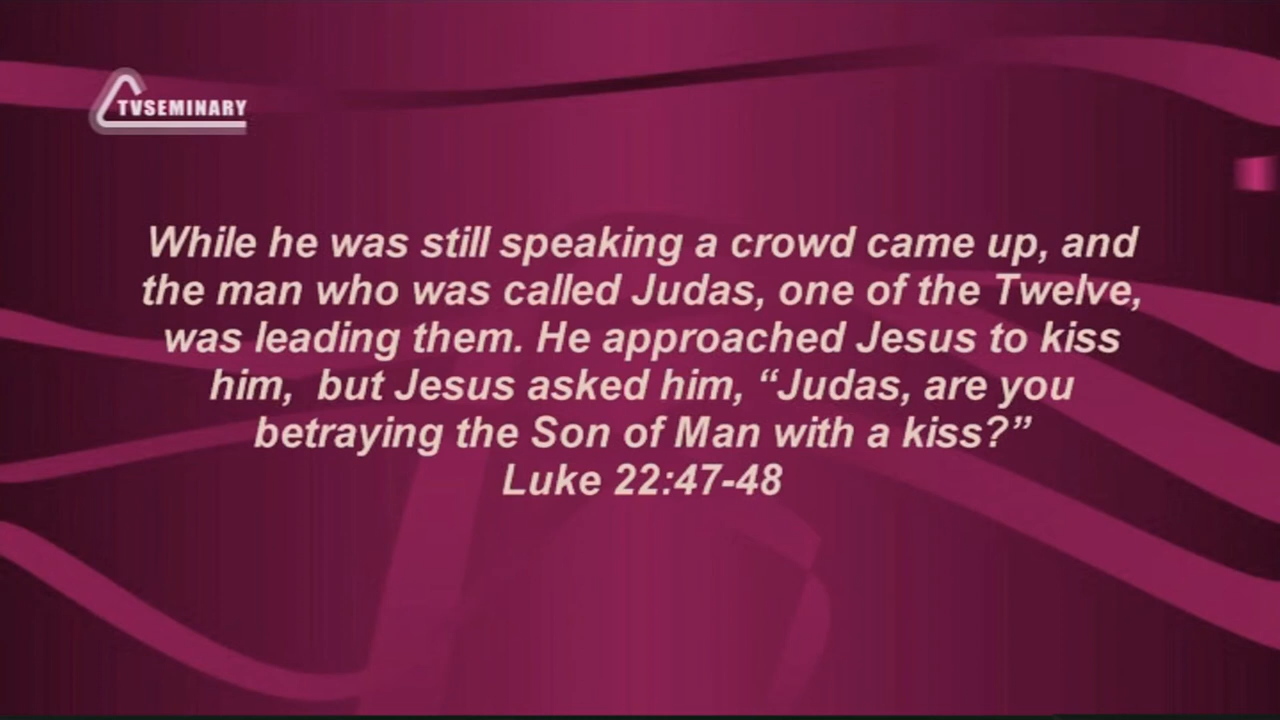 TVSEMINARY
While he was still speaking a crowd came up, and
the man who was called Judas, one of the Twelve,
was leading them. He approached Jesus to kiss
him,  but Jesus asked him, “Judas, are you
betraying the Son of Man with a kiss?”
Luke 22:47-48